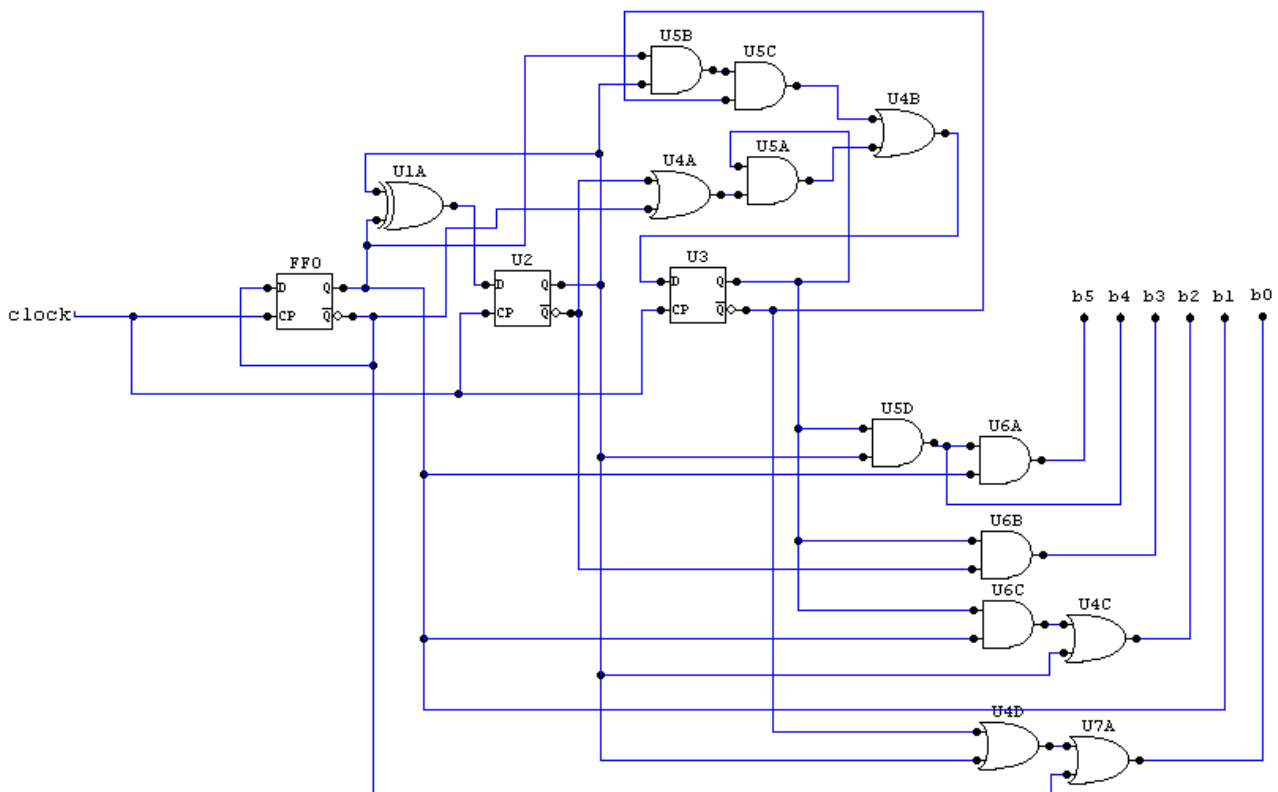 U5B
U5C
U4B
U5A
U4A
U1A
FF0
D Q
CP Q
U2
D Q
CP Q
U3
D Q
CP Q
clock
b5 b4 b3 b2 b1 b0
U5D
U6A
U6B
U6C
U4C
U4D
U7A